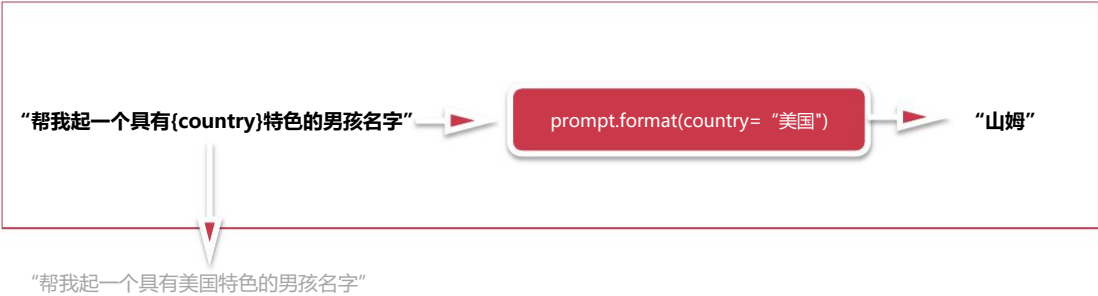 “帮我起一个具有{country}特色的男孩名字”
prompt.format(country=“美国")
“山姆”
“帮我起一个具有美国特色的男孩名字”